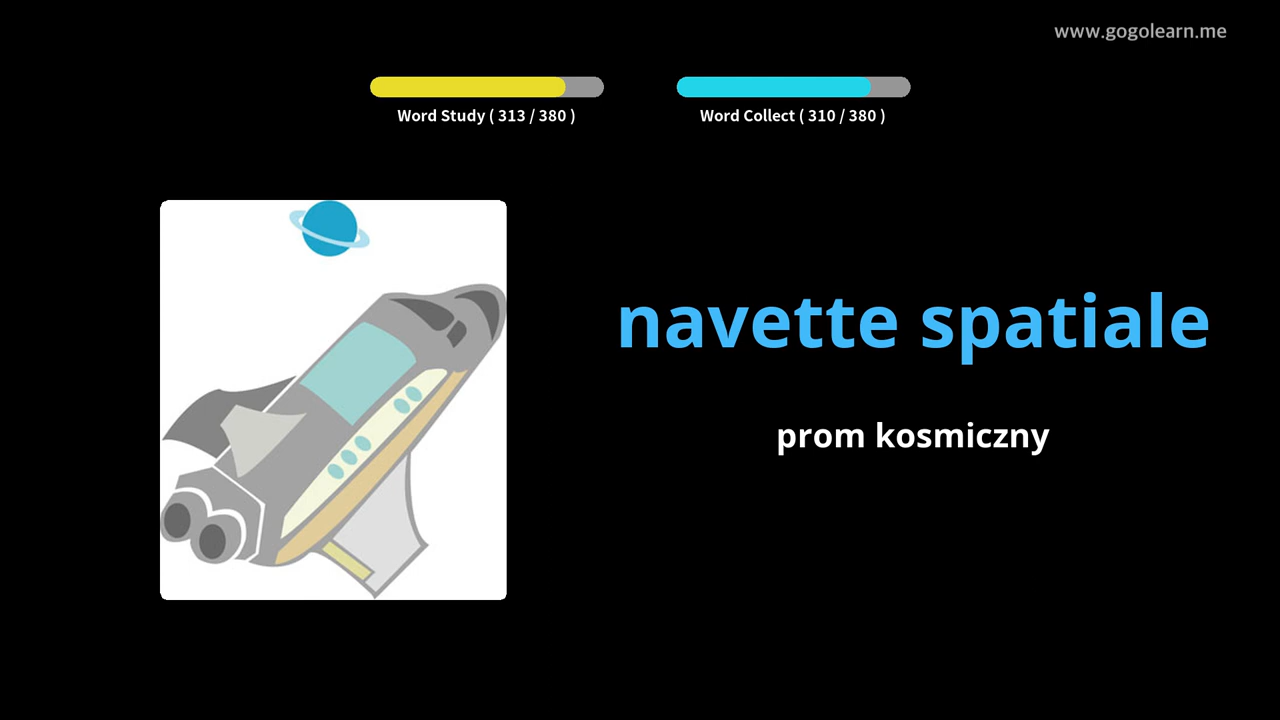 www.gogolearn.me
Word Study ( 313 / 380 )
Word Collect ( 310 / 380 )
navette spatiale
prom kosmiczny